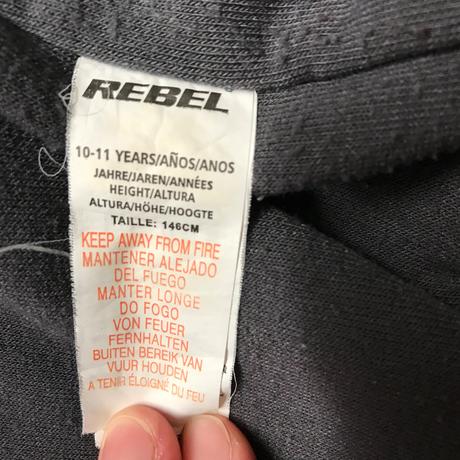 REBEL
10-11 YEARS/AÑOS/ANOS
JAHRE/JAREN/ANNÉES
HEIGHT/ALTURA
ALTURA/HÖHE/HOOGTE
TAILLE: 146CM
KEEP AWAY FROM FIRE
MANTENER ALEJADO
DEL FUEGO
MANTER LONGE
DO FOGO
VON FEUER
FERNHALTEN
BUITEN BEREIK VAN
VUUR HOUDEN
A TENIR ÉLOIGNÉ DU FEU